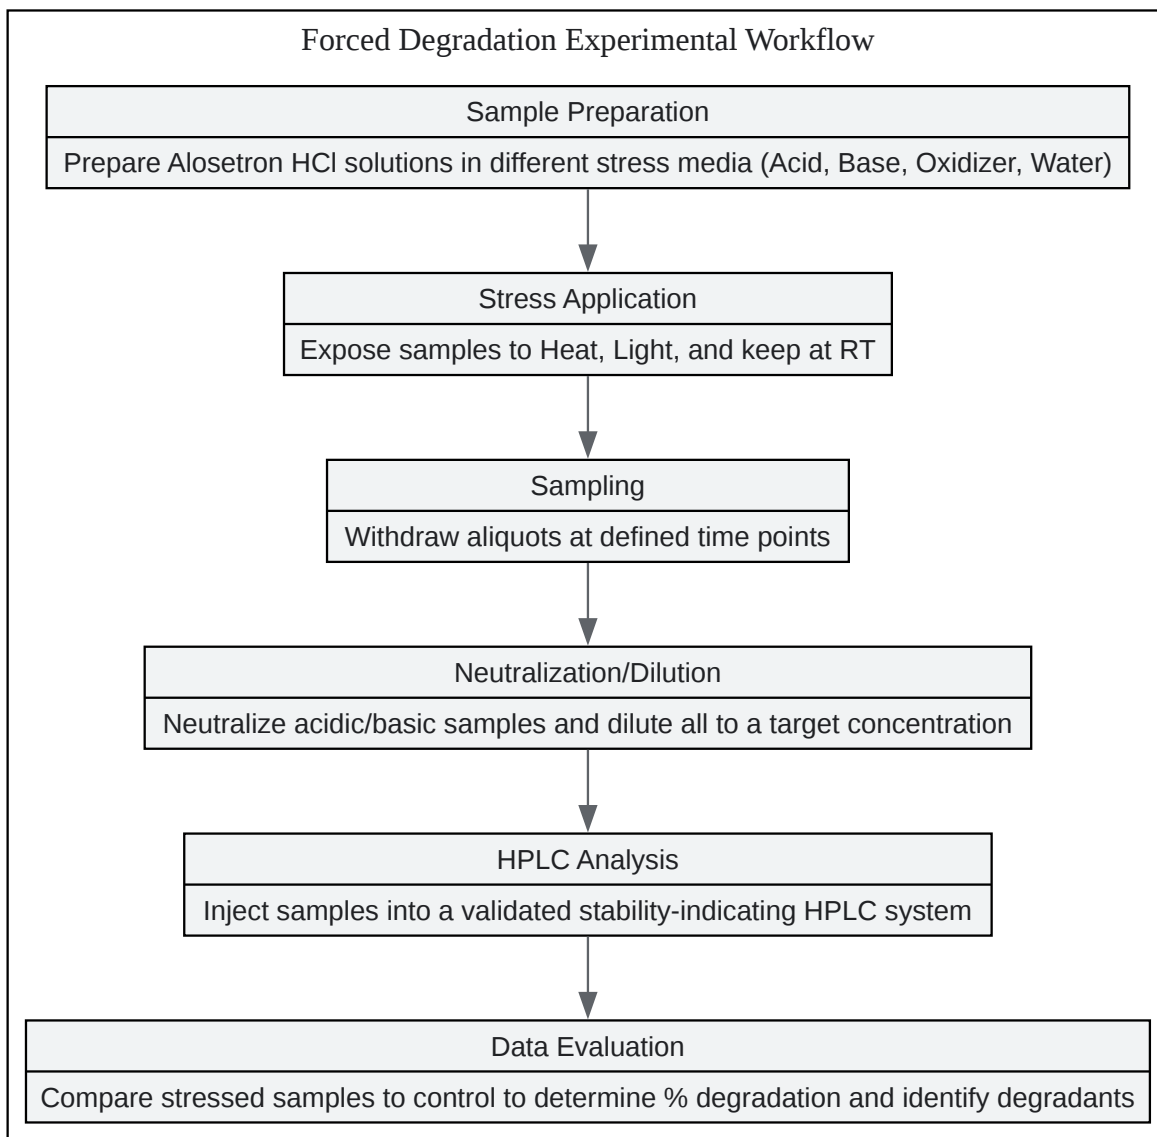 Forced Degradation Experimental Workflow
Sample Preparation
Prepare Alosetron HCl solutions in different stress media (Acid, Base, Oxidizer, Water)
Stress Application
Expose samples to Heat, Light, and keep at RT
Sampling
Withdraw aliquots at defined time points
Neutralization/Dilution
Neutralize acidic/basic samples and dilute all to a target concentration
HPLC Analysis
Inject samples into a validated stability-indicating HPLC system
Data Evaluation
Compare stressed samples to control to determine % degradation and identify degradants